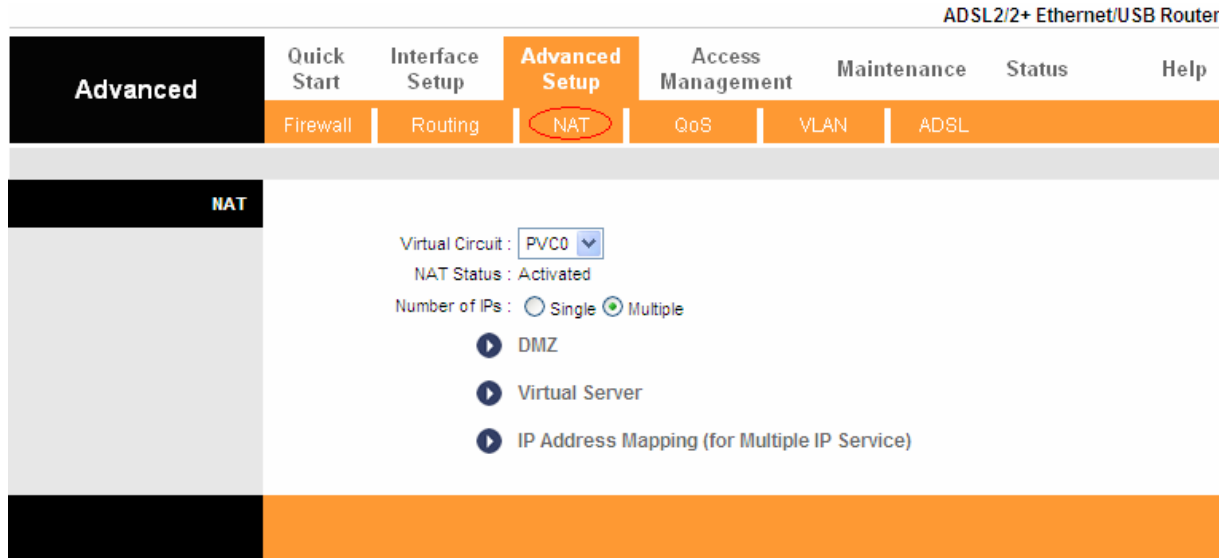 ADSL2/2+ Ethernet/USB Router
Advanced
Quick Start
Interface Setup
Advanced Setup
Access Management
Maintenance
Status
Help
Firewall
Routing
NAT
QoS
VLAN
ADSL
NAT
Virtual Circuit : PVC0
NAT Status : Activated
Number of IPs : Single Multiple
DMZ
Virtual Server
IP Address Mapping (for Multiple IP Service)